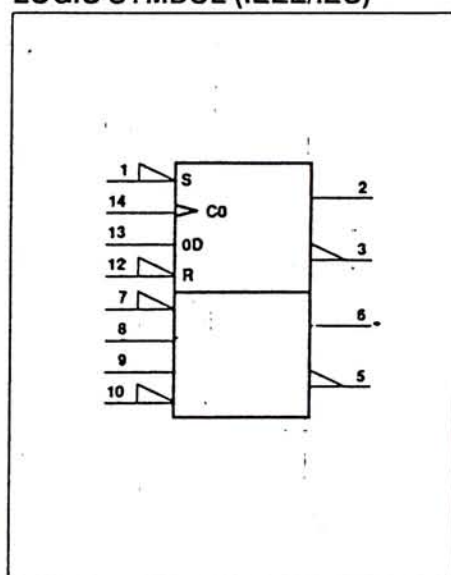 LOGIC SYMBOL (IEEE/IEC)
1 S 2
14 C0
13 0D 3
12 R
7 6
8
9 5
10